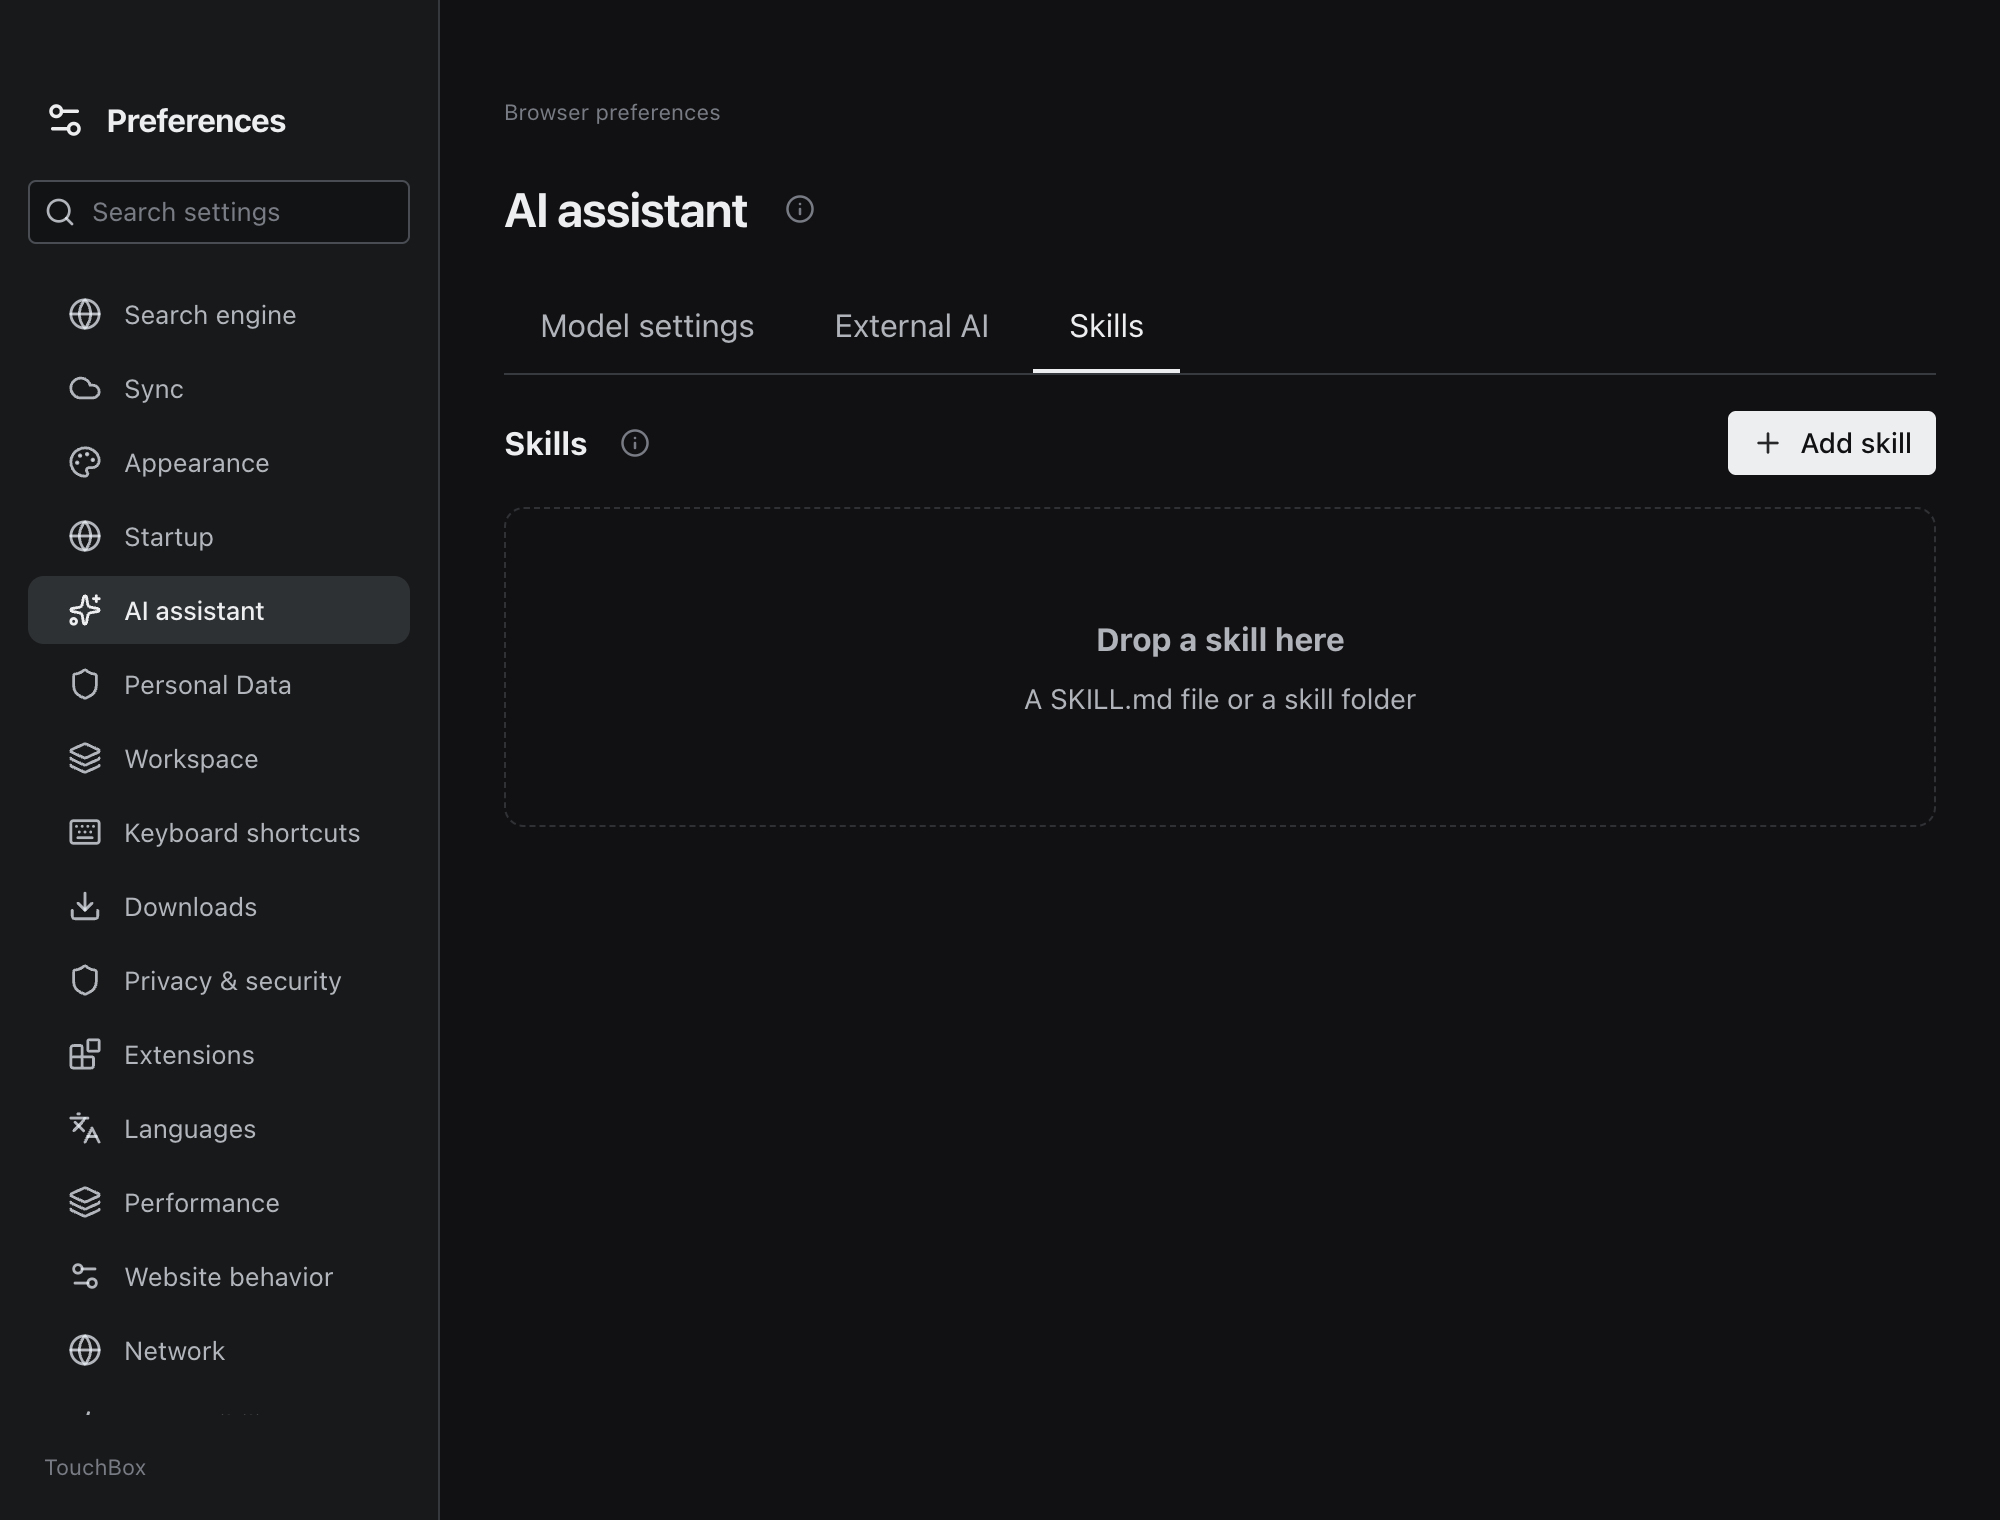 Preferences
Search settings
Search engine
Sync
Appearance
Startup
AI assistant
Personal Data
Workspace
Keyboard shortcuts
Downloads
Privacy & security
Extensions
Languages
Performance
Website behavior
Network
TouchBox
Browser preferences
AI assistant
Model settings
External AI
Skills
Skills
Add skill
Drop a skill here
A SKILL.md file or a skill folder